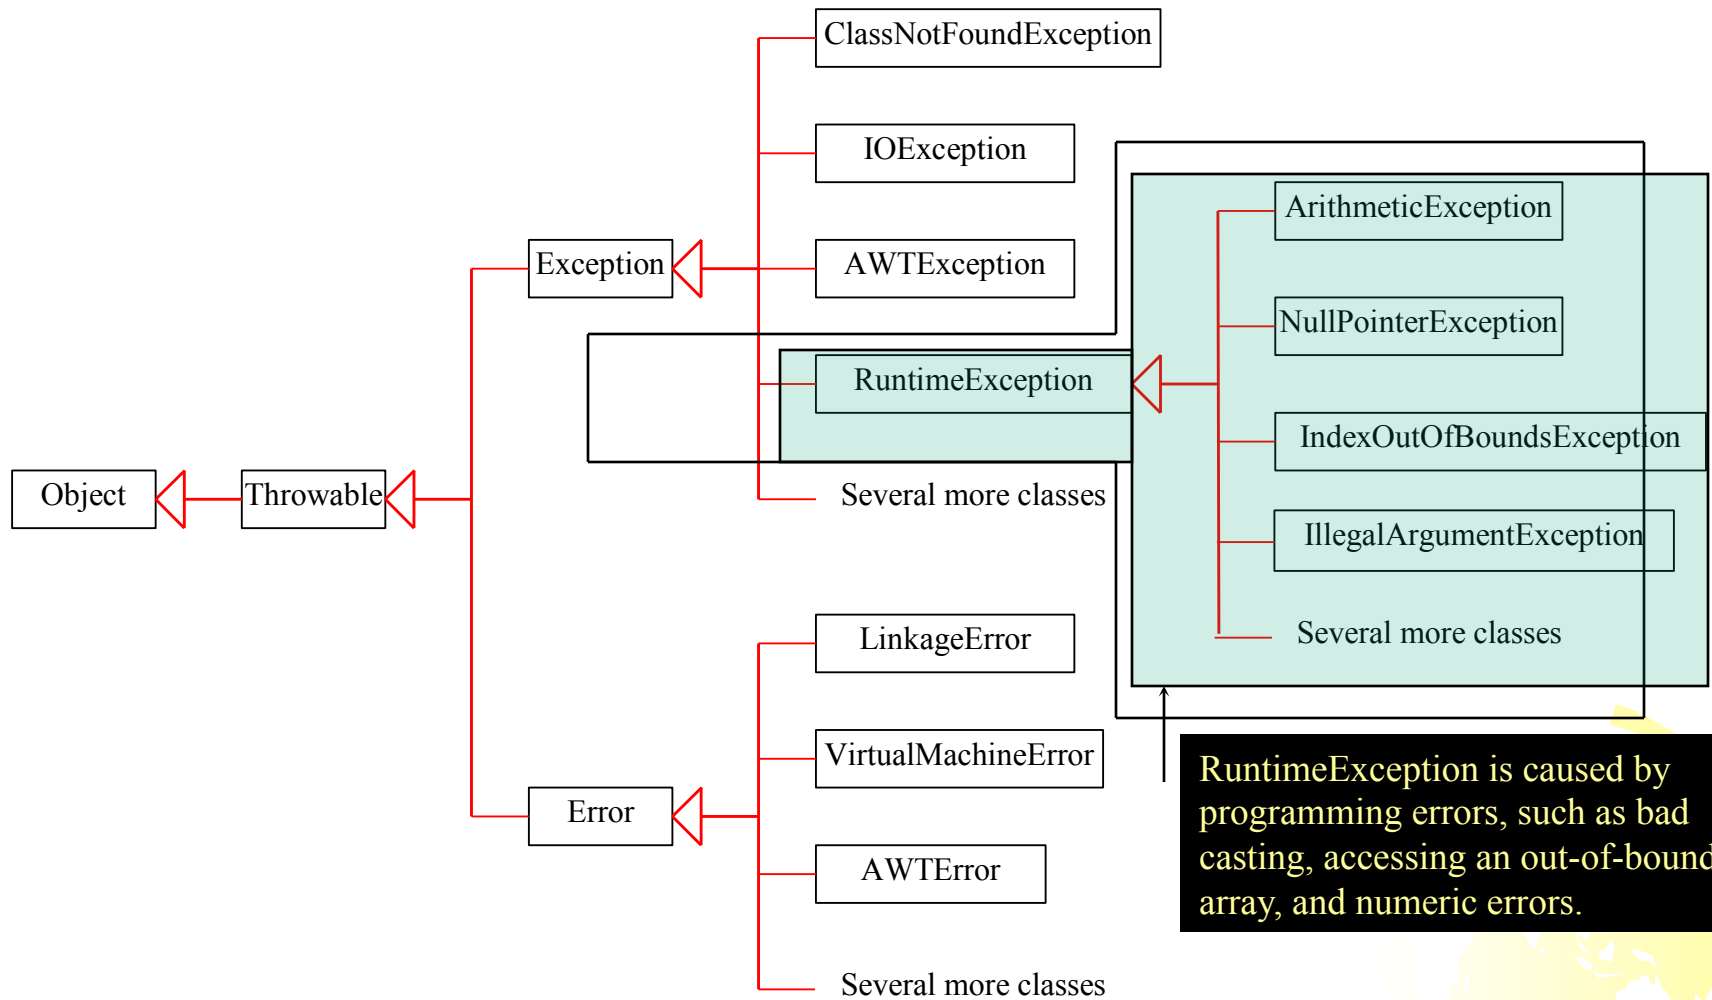 ClassNotFoundException
IOException
ArithmeticException
Exception
AWTException
NullPointerException
RuntimeException
IndexOutOfBoundsException
Object
Throwable
Several more classes
IllegalArgumentException
Several more classes
LinkageError
VirtualMachineError
RuntimeException is caused by
programming errors, such as bad
casting, accessing an out-of-bound
array, and numeric errors.
Error
AWTError
Several more classes